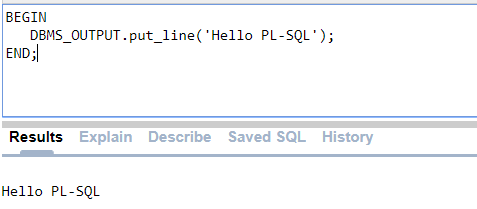 BEGIN
DBMS_OUTPUT.put_line('Hello PL-SQL');
END;
Results Explain Describe Saved SQL History
Hello PL-SQL